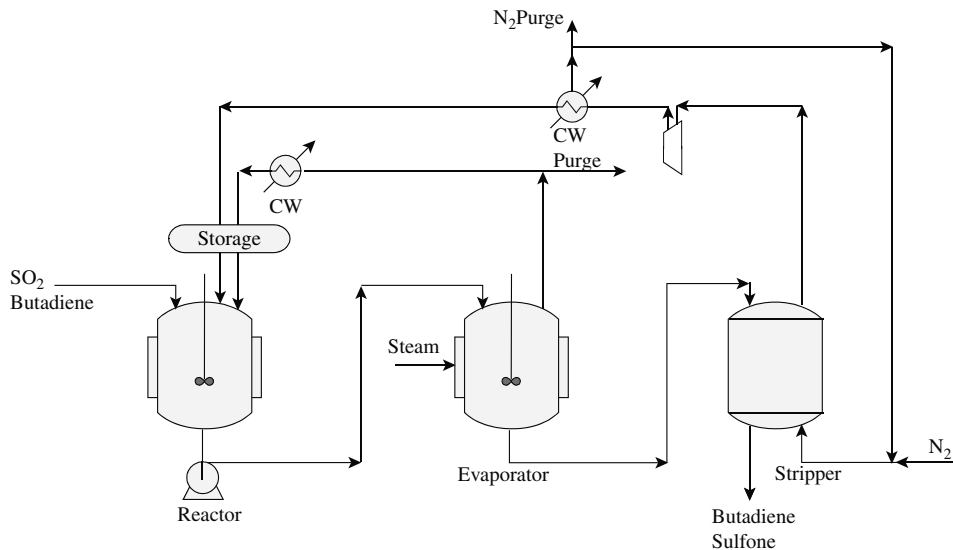 N₂Purge
CW
Purge
CW
Storage
SO₂
Butadiene
Steam
N₂
Evaporator
Stripper
Reactor
Butadiene
Sulfone